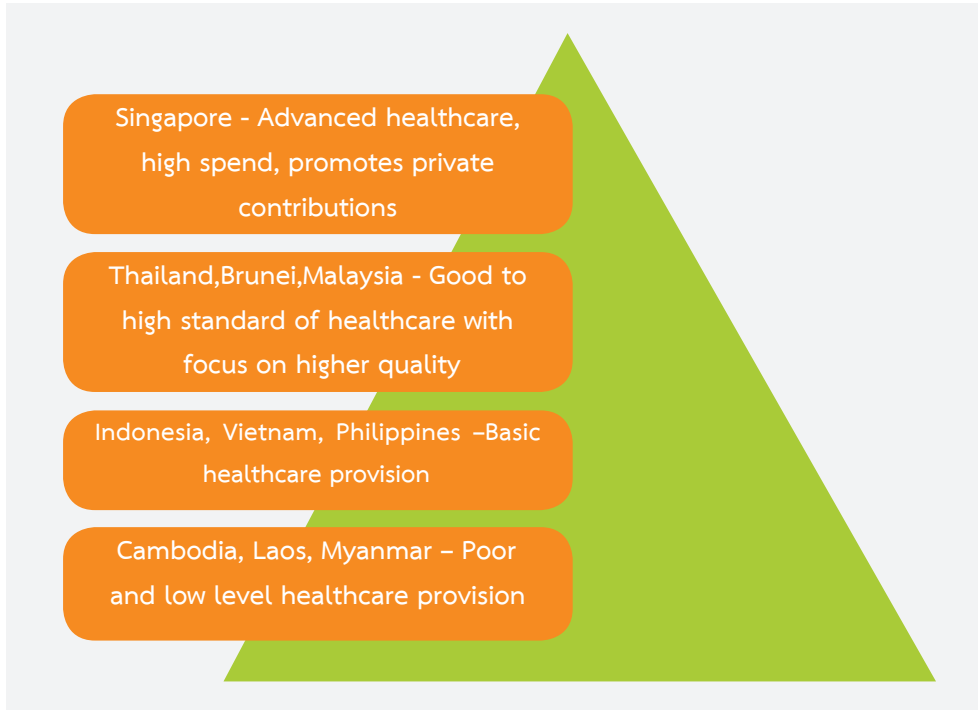 Singapore - Advanced healthcare,
high spend, promotes private
contributions
Thailand,Brunei,Malaysia - Good to
high standard of healthcare with
focus on higher quality
Indonesia, Vietnam, Philippines –Basic
healthcare provision
Cambodia, Laos, Myanmar – Poor
and low level healthcare provision